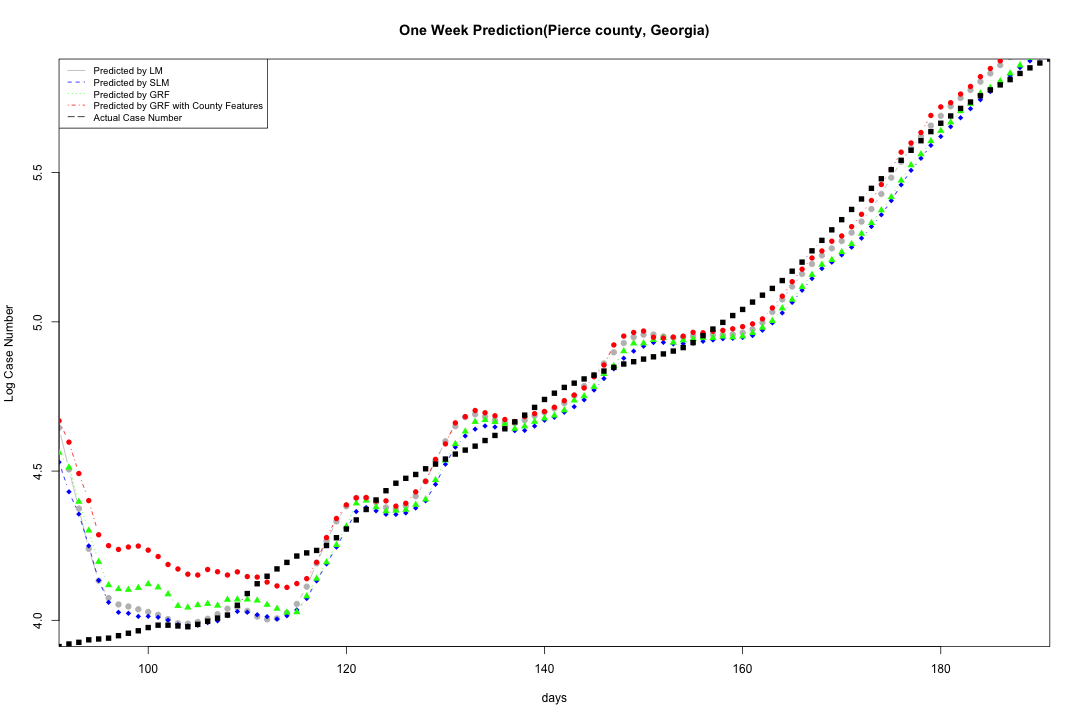 One Week Prediction(Pierce county, Georgia)
Predicted by LM
Predicted by SLM
Predicted by GRF
Predicted by GRF with County Features
Actual Case Number
5.5
5.0
4.5
4.0
Log Case Number
100
120
140
160
180
days